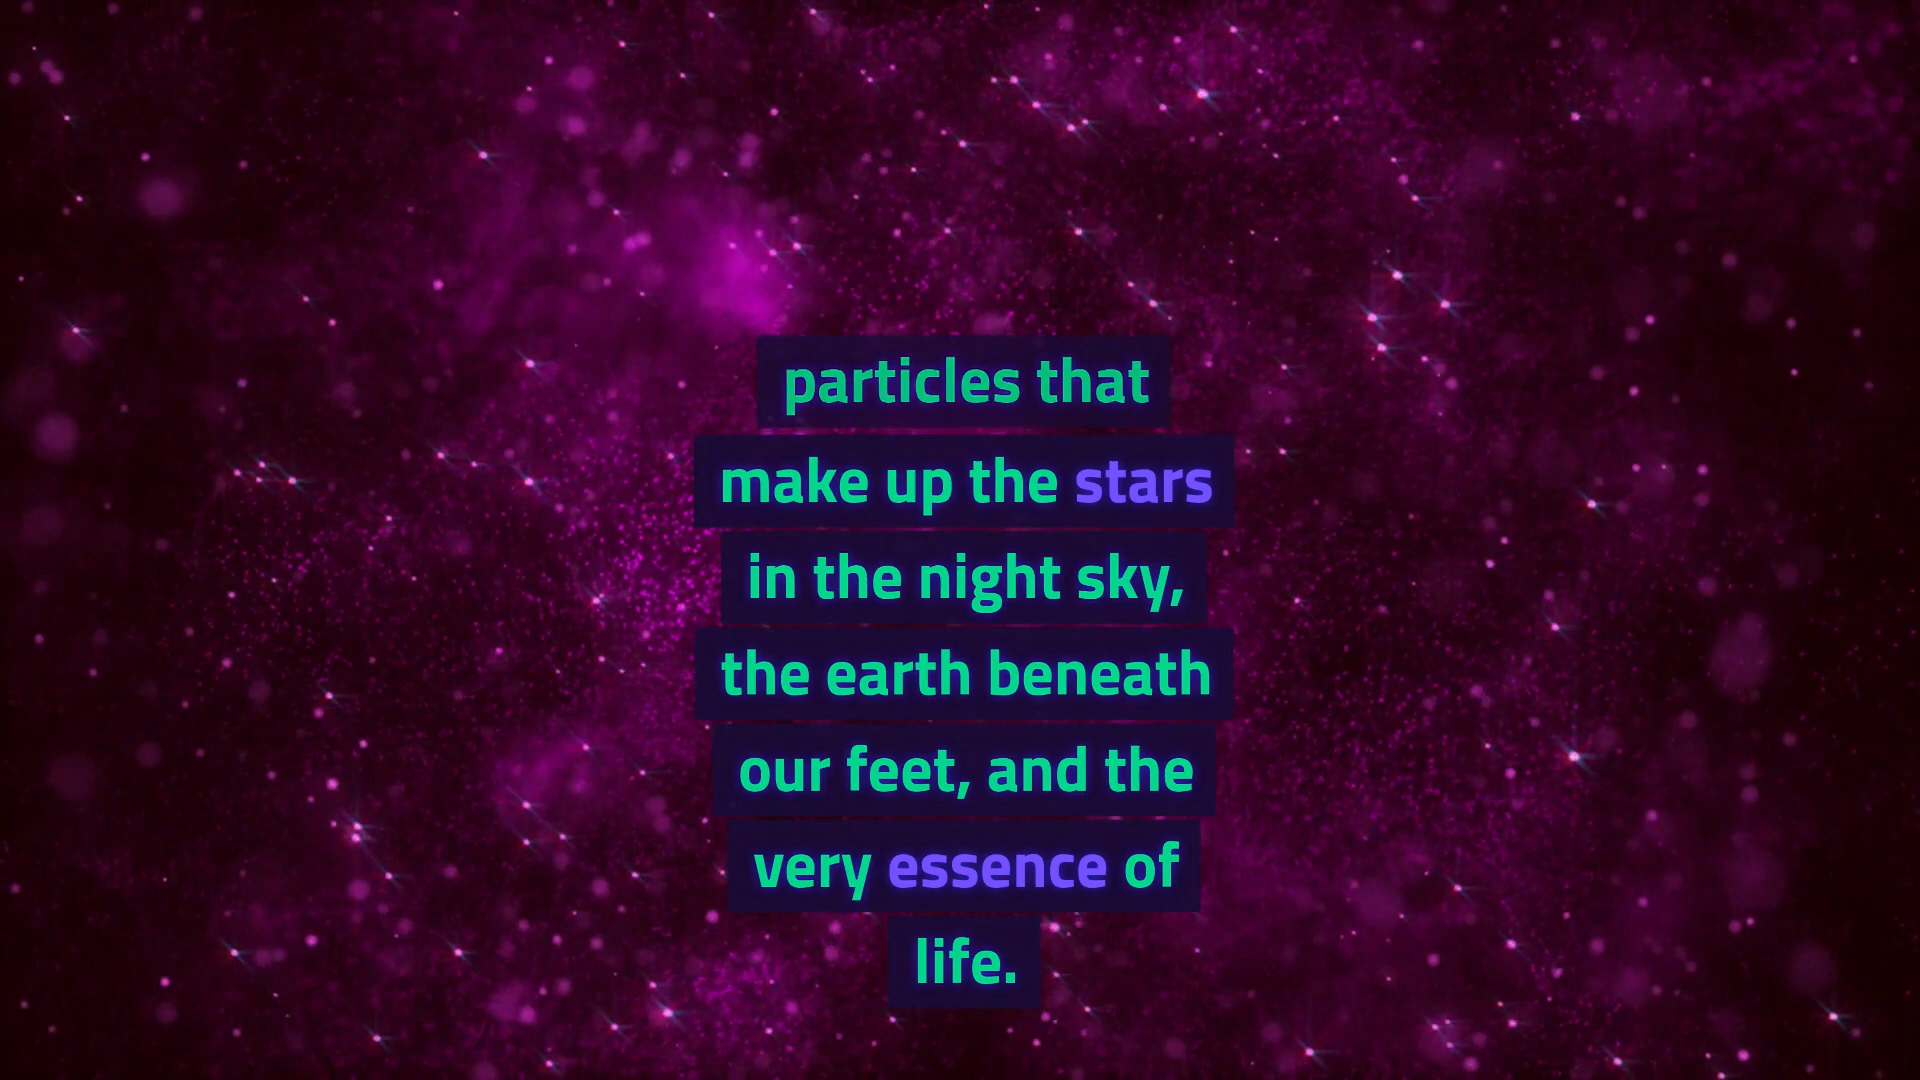 particles that
make up the stars
in the night sky,
the earth beneath
our feet, and the
very essence of
life.